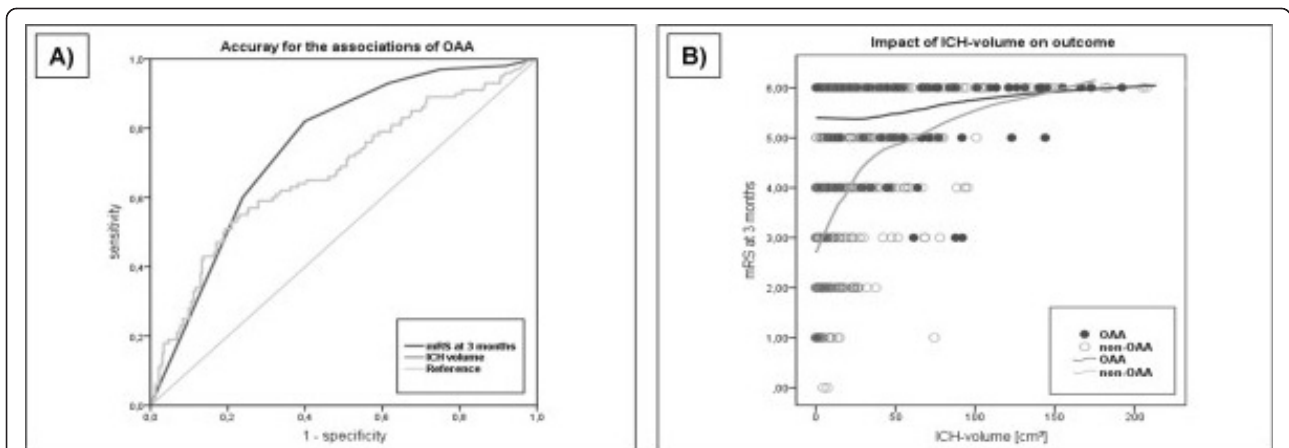 A)
Accuray for the associations of OAA
1,0
0,8
0,6
0,4
0,2
0,0
sensitivity
0,0 0,2 0,4 0,6 0,8 1,0
1 - specificity
mRS at 3 months
ICH volume
Reference
B)
Impact of ICH-volume on outcome
6,00
5,00
4,00
3,00
2,00
1,00
,00
mRS at 3 months
0 50 100 150 200
ICH-volume [cm³]
OAA
non-OAA
OAA
non-OAA